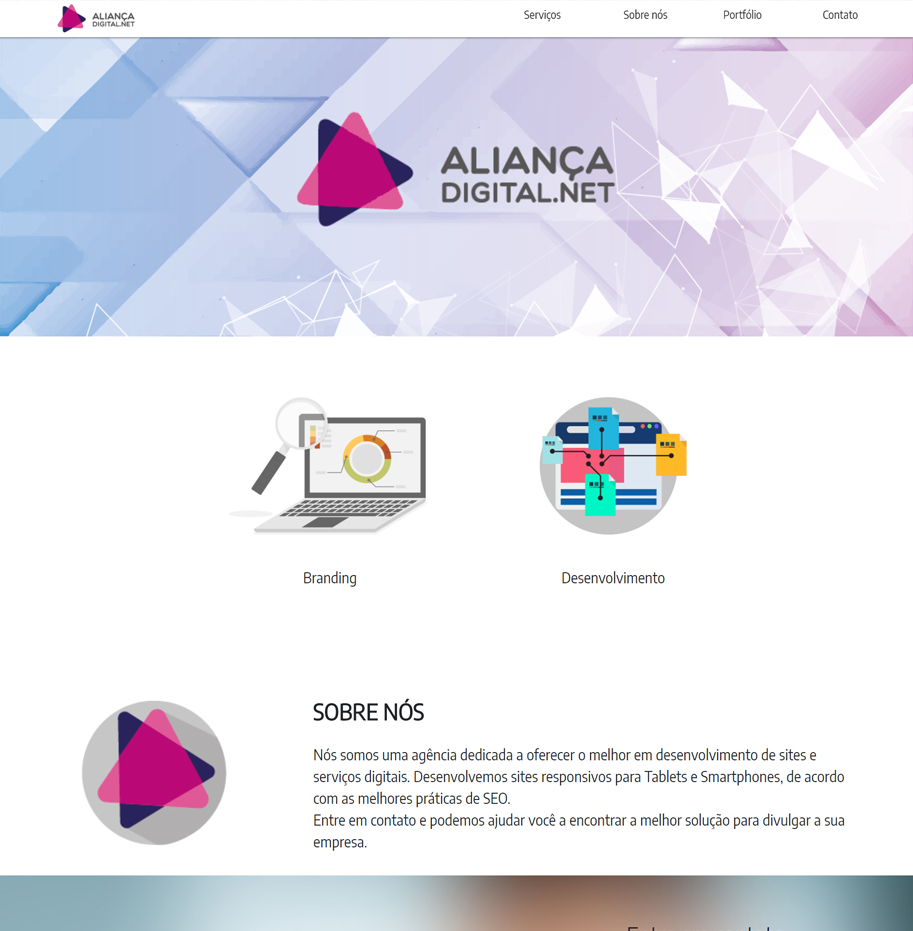 ALIANÇA
DIGITAL.NET
Serviços
Sobre nós
Portfólio
Contato
ALIANÇA
DIGITAL.NET
Branding
Desenvolvimento
SOBRE NÓS
Nós somos uma agência dedicada a oferecer o melhor em desenvolvimento de sites e
serviços digitais. Desenvolvemos sites responsivos para Tablets e Smartphones, de acordo
com as melhores práticas de SEO.
Entre em contato e podemos ajudar você a encontrar a melhor solução para divulgar a sua
empresa.